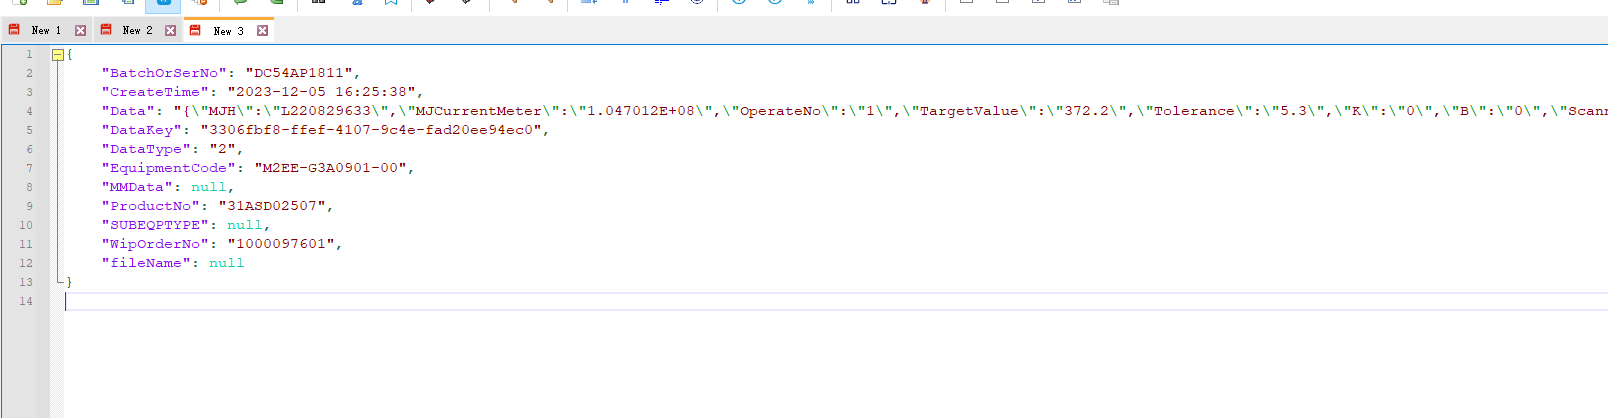 New 1 New 2 New 3
1 {
2 "BatchOrSerNo": "DC54AP1811",
3 "CreateTime": "2023-12-05 16:25:38",
4 "Data": "{\"MJH\":\"L220829633\",\"MJCurrentMeter\":\"1.047012E+08\",\"OperateNo\":\"1\",\"TargetValue\":\"372.2\",\"Tolerance\":\"5.3\",\"K\":\"0\",\"B\":\"0\",\"Scan
5 "DataKey": "3306fbf8-ffef-4107-9c4e-fad20ee94ec0",
6 "DataType": "2",
7 "EquipmentCode": "M2EE-G3A0901-00",
8 "MMData": null,
9 "ProductNo": "31ASD02507",
10 "SUBEQPTYPE": null,
11 "WipOrderNo": "1000097601",
12 "fileName": null
13 }
14